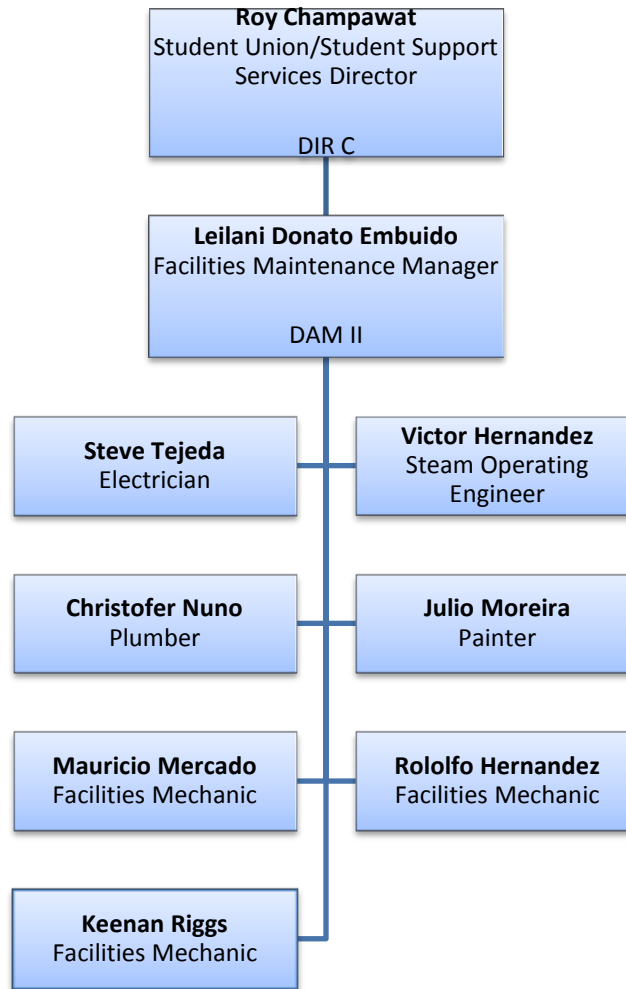 Roy Champawat
Student Union/Student Support
Services Director
DIR C
Leilani Donato Embuido
Facilities Maintenance Manager
DAM II
Steve Tejeda
Electrician
Victor Hernandez
Steam Operating
Engineer
Christofer Nuno
Plumber
Julio Moreira
Painter
Mauricio Mercado
Facilities Mechanic
Rololfo Hernandez
Facilities Mechanic
Keenan Riggs
Facilities Mechanic